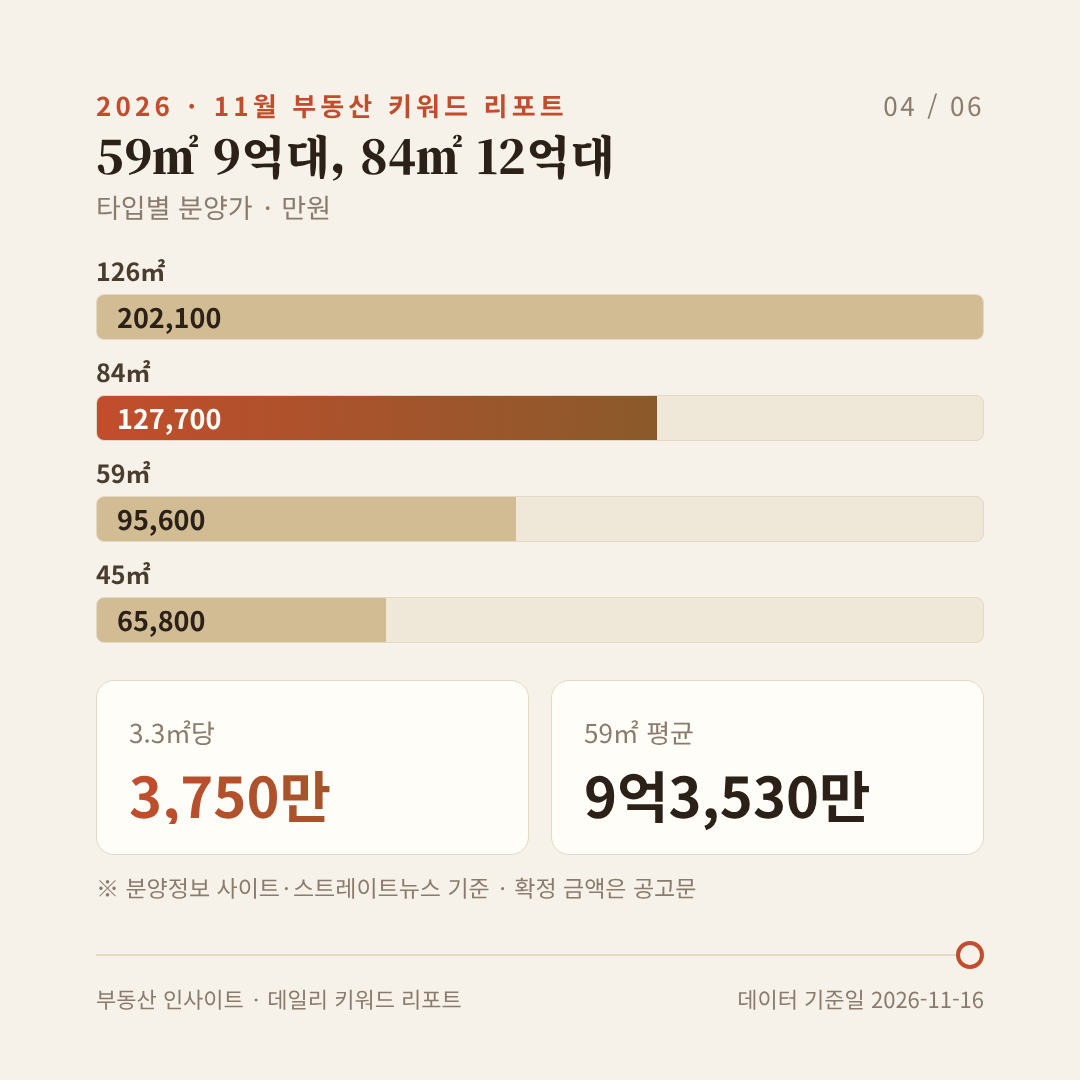 2026 · 11월 부동산 키워드 리포트
04 / 06
59㎡ 9억대, 84㎡ 12억대
타입별 분양가 · 만원
126㎡
202,100
84㎡
127,700
59㎡
95,600
45㎡
65,800
3.3㎡당
3,750만
59㎡ 평균
9억3,530만
※ 분양정보 사이트·스트레이트뉴스 기준 · 확정 금액은 공고문
부동산 인사이트 · 데일리 키워드 리포트
데이터 기준일 2026-11-16